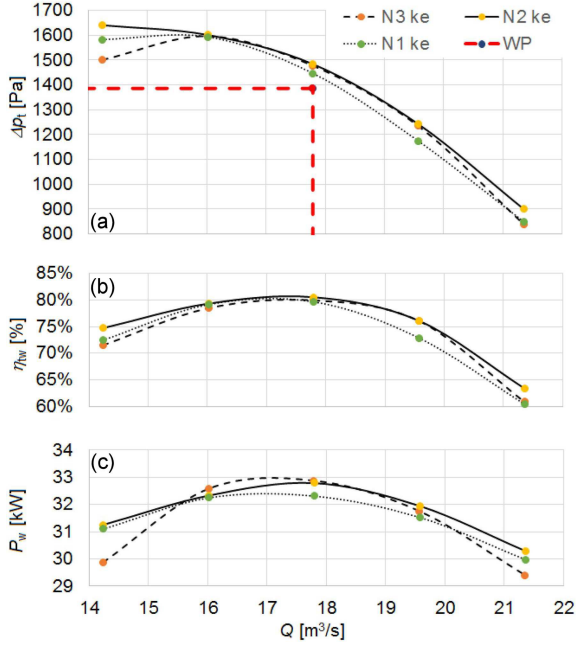 N3 ke N2 ke
N1 ke WP
1700
1600
1500
1400
1300
1200
1100
1000
900
800
Δpt [Pa]
(a)
85%
80%
75%
70%
65%
60%
ηtw [%]
(b)
34
33
32
31
30
29
Pw [kW]
(c)
14 15 16 17 18 19 20 21 22
Q [m³/s]